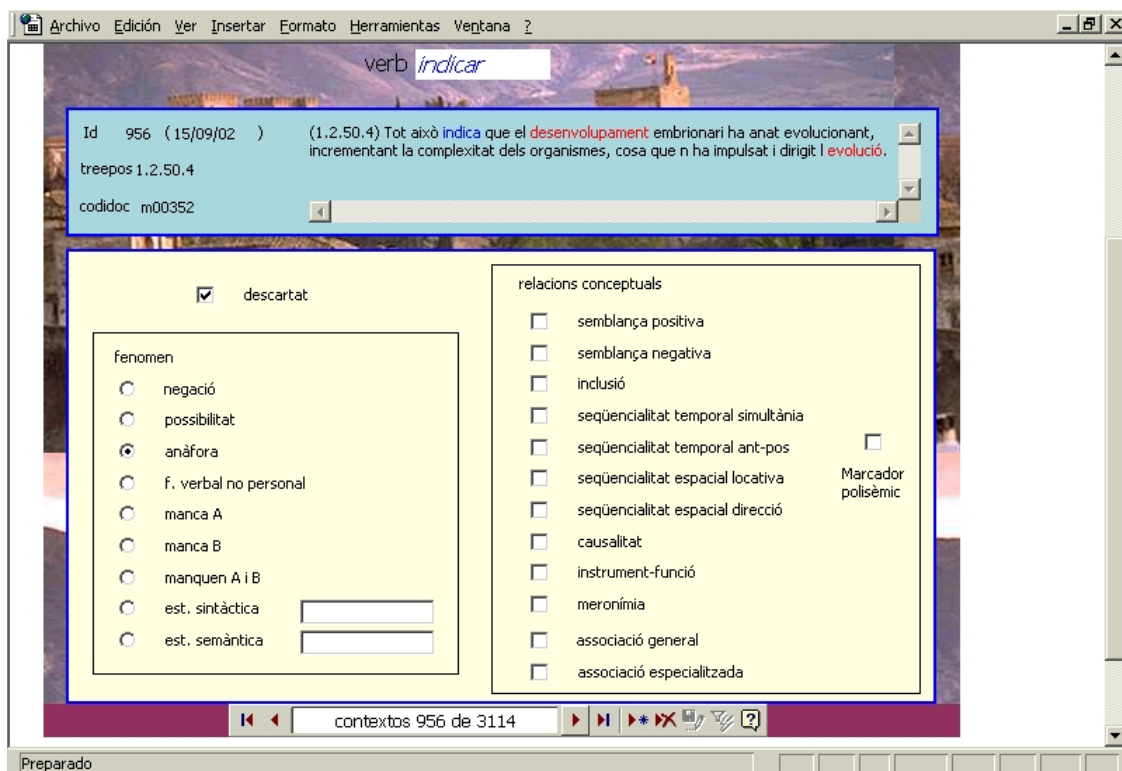 Archivo Edición Ver Insertar Formato Herramientas Ventana ?
verb indicar
Id 956 (15/09/02 )
(1.2.50.4) Tot això indica que el desenvolupament embrionari ha anat evolucionant,
incrementant la complexitat dels organismes, cosa que n ha impulsat i dirigit l evolució.
treepos 1.2.50.4
codidoc m00352
descartat
fenomen
negació
possibilitat
anàfora
f. verbal no personal
manca A
manca B
manquen A i B
est. sintàctica
est. semàntica
relacions conceptuals
semblança positiva
semblança negativa
inclusió
seqüencialitat temporal simultània
seqüencialitat temporal ant-pos
seqüencialitat espacial locativa
seqüencialitat espacial direcció
causalitat
instrument-funció
meronímia
associació general
associació especialitzada
Marcador
polisèmic
contextos 956 de 3114
Preparado